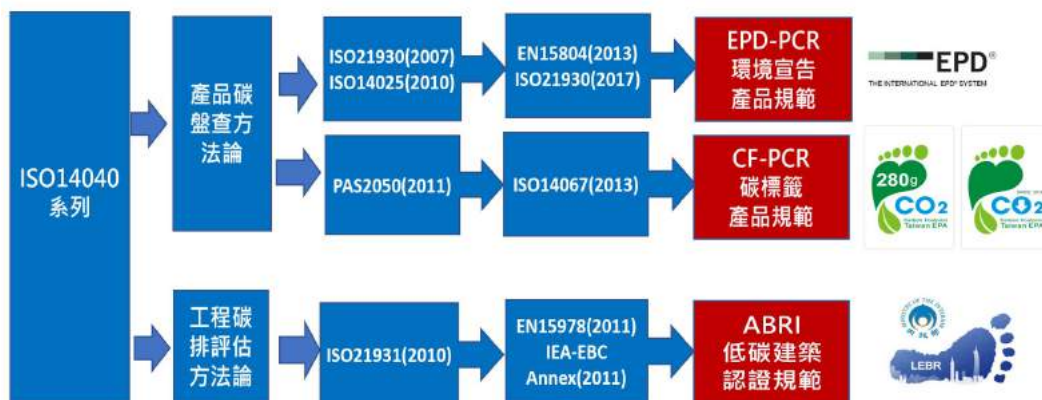 ISO14040
系列
產品碳
盤查方
法論
ISO21930(2007)
ISO14025(2010)
EN15804(2013)
ISO21930(2017)
EPD-PCR
環境宣告
產品規範
EPD®
THE INTERNATIONAL EPD® SYSTEM
PAS2050(2011)
ISO14067(2013)
CF-PCR
碳標籤
產品規範
280g
CO2
Taiwan EPA
CO2
Taiwan EPA
工程碳
排評估
方法論
ISO21931(2010)
EN15978(2011)
IEA-EBC
Annex(2011)
ABRI
低碳建築
認證規範
LEBR